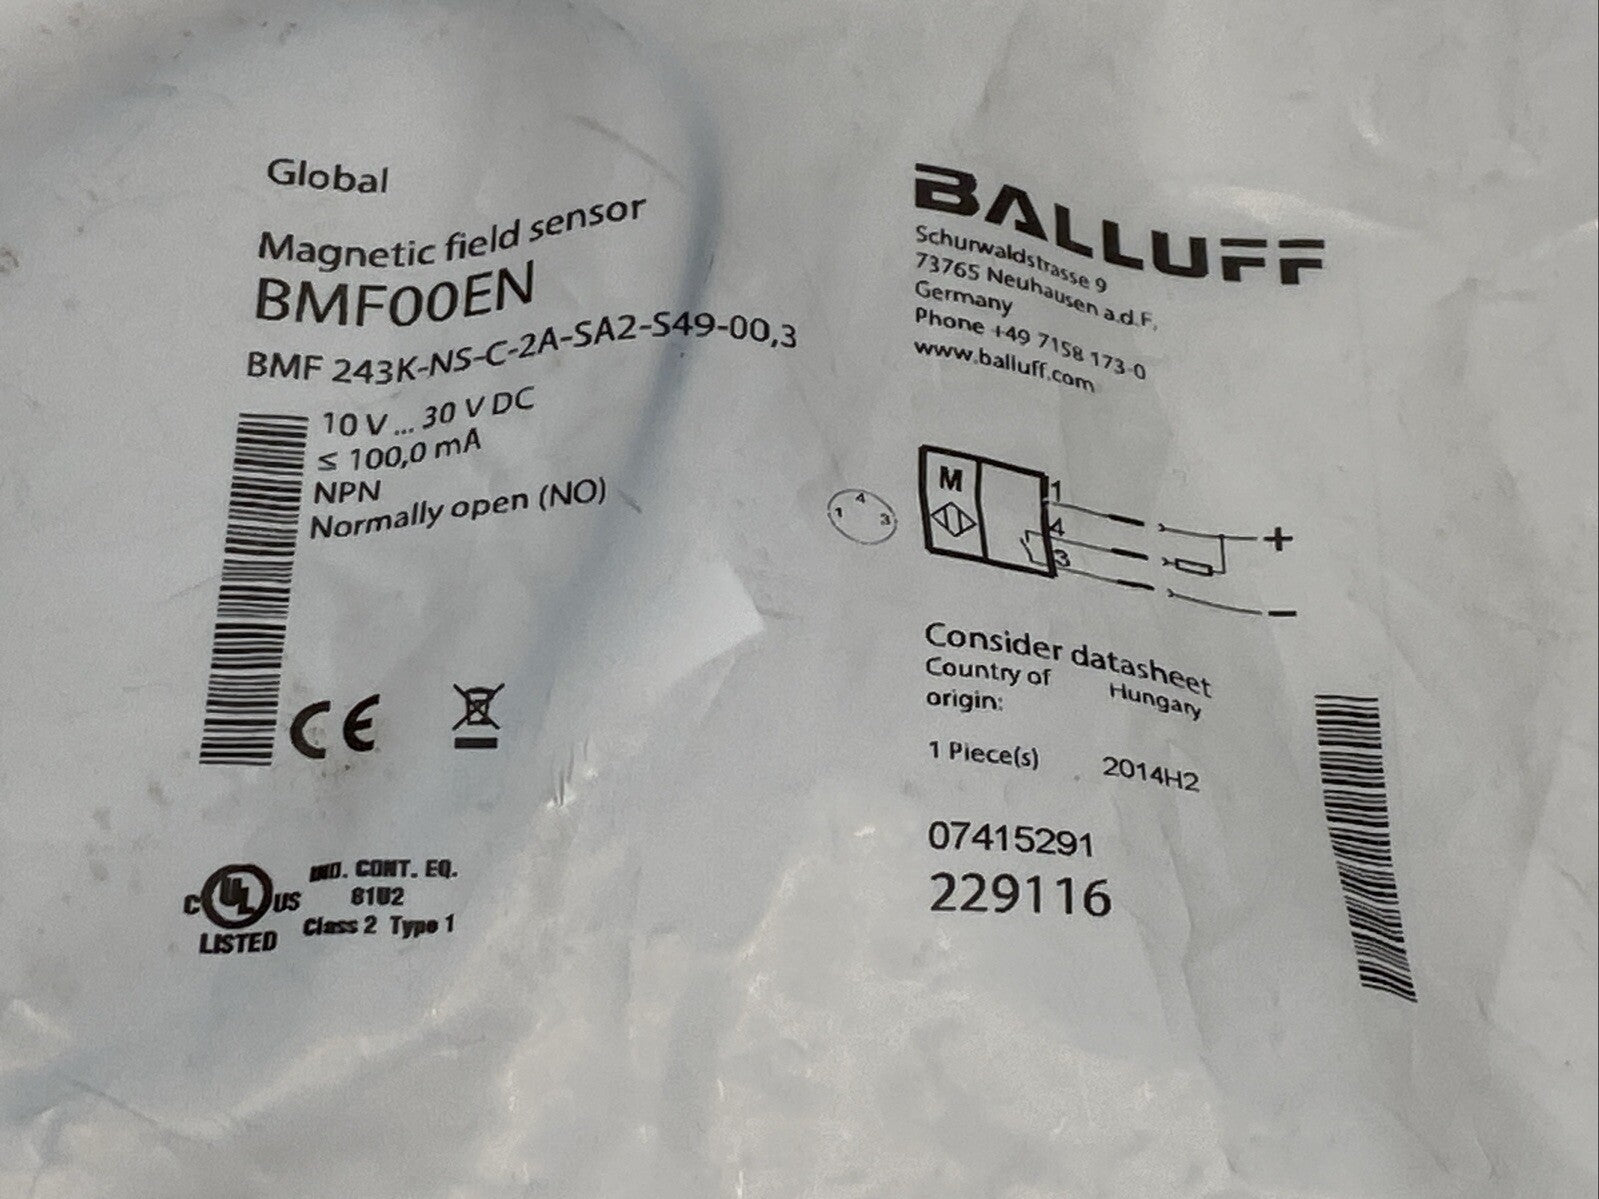 Global
Magnetic field sensor
BMF00EN
BMF 243K-NS-C-2A-SA2-S49-00,3
10 V ... 30 V DC
≤ 100,0 mA
NPN
Normally open (NO)
CE
C UL US
LISTED
IND. CONT. EQ.
81U2
Class 2 Type 1
BALLUFF
Schurwaldstrasse 9
73765 Neuhausen a.d.F.
Germany
Phone +49 7158 173-0
www.balluff.com
1 4 3
M
1
4
3
+
−
Consider datasheet
Country of origin: Hungary
1 Piece(s) 2014H2
07415291
229116